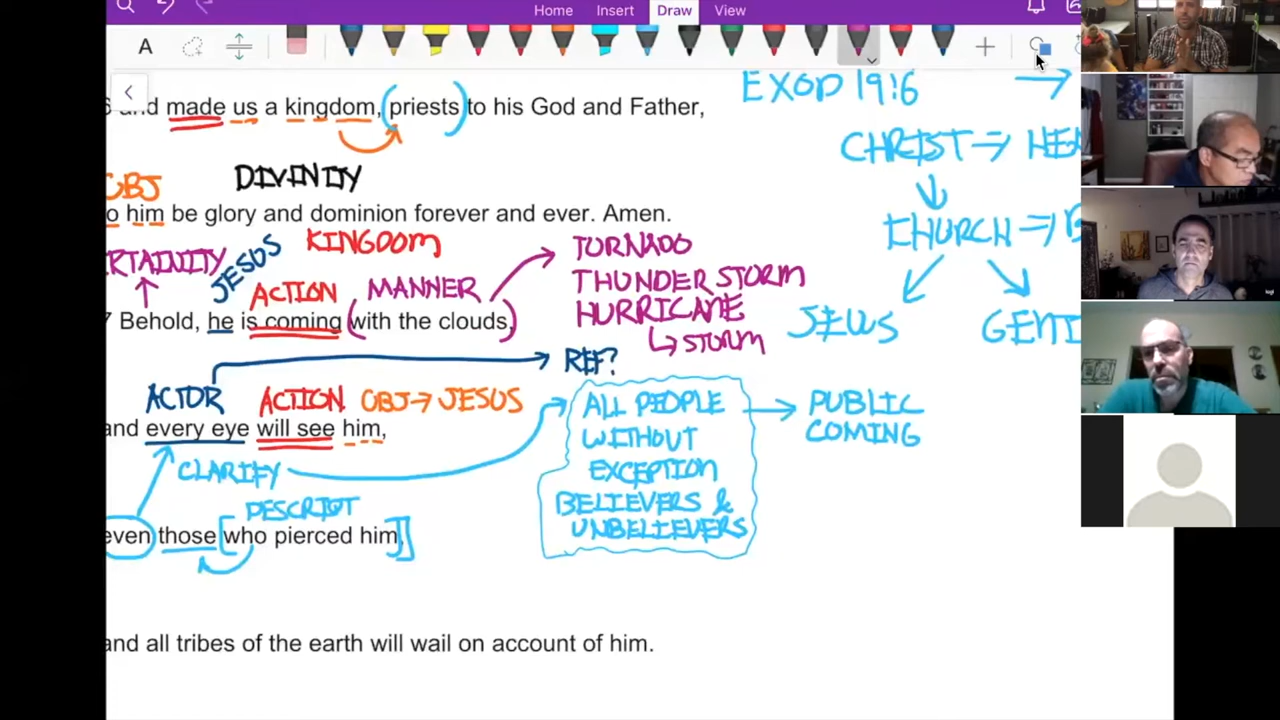 Home Insert Draw View
A
EXOD 19:6 →
6 and made us a kingdom, (priests) to his God and Father,
CHRIST ⇒
OBJ DIVINITY
o him be glory and dominion forever and ever. Amen.
CHURCH ⇒ B
RTAINITY JESUS KINGDOM TORNADO
ACTION MANNER THUNDER STORM
7 Behold, he is coming (with the clouds,) HURRICANE
↳ STORM JEWS GENTI
REF?
ACTOR ACTION OBJ → JESUS ALL PEOPLE → PUBLIC
and every eye will see him, WITHOUT COMING
CLARIFY EXCEPTION
DESCRIPT BELIEVERS &
even those [who pierced him,] UNBELIEVERS
and all tribes of the earth will wail on account of him.